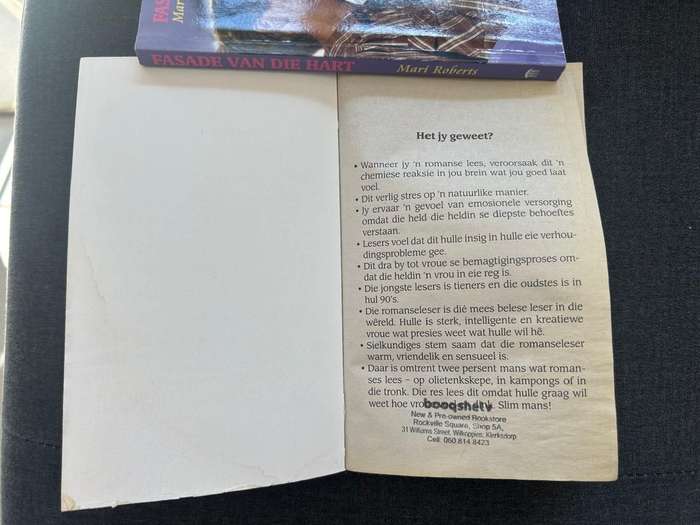 FAS
Mar
FASADE VAN DIE HART Mari Roberts
Het jy geweet?
• Wanneer jy 'n romanse lees, veroorsaak dit 'n
chemiese reaksie in jou brein wat jou goed laat
voel.
• Dit verlig stres op 'n natuurlike manier.
• Jy ervaar 'n gevoel van emosionele versorging
omdat die held die heldin se diepste behoeftes
verstaan.
• Lesers voel dat dit hulle insig in hulle eie verhou-
dingsprobleme gee.
• Dit dra by tot vroue se bemagtigingsproses om-
dat die heldin 'n vrou in eie reg is.
• Die jongste lesers is tieners en die oudstes is in
hul 90's.
• Die romanseleser is dié mees belese leser in die
wêreld. Hulle is sterk, intelligente en kreatiewe
vroue wat presies weet wat hulle wil hê.
• Sielkundiges stem saam dat die romanseleser
warm, vriendelik en sensueel is.
• Daar is omtrent twee persent mans wat roman-
ses lees – op olietenkskepe, in kampongs of in
die tronk. Die res lees dit omdat hulle graag wil
weet hoe Slim mans!
booqshelv
New & Pre-owned Bookstore
Rockville Square, Shop 5A,
31 Williams Street, Wilkoppies, Klerksdorp
Cell: 060 814 8423